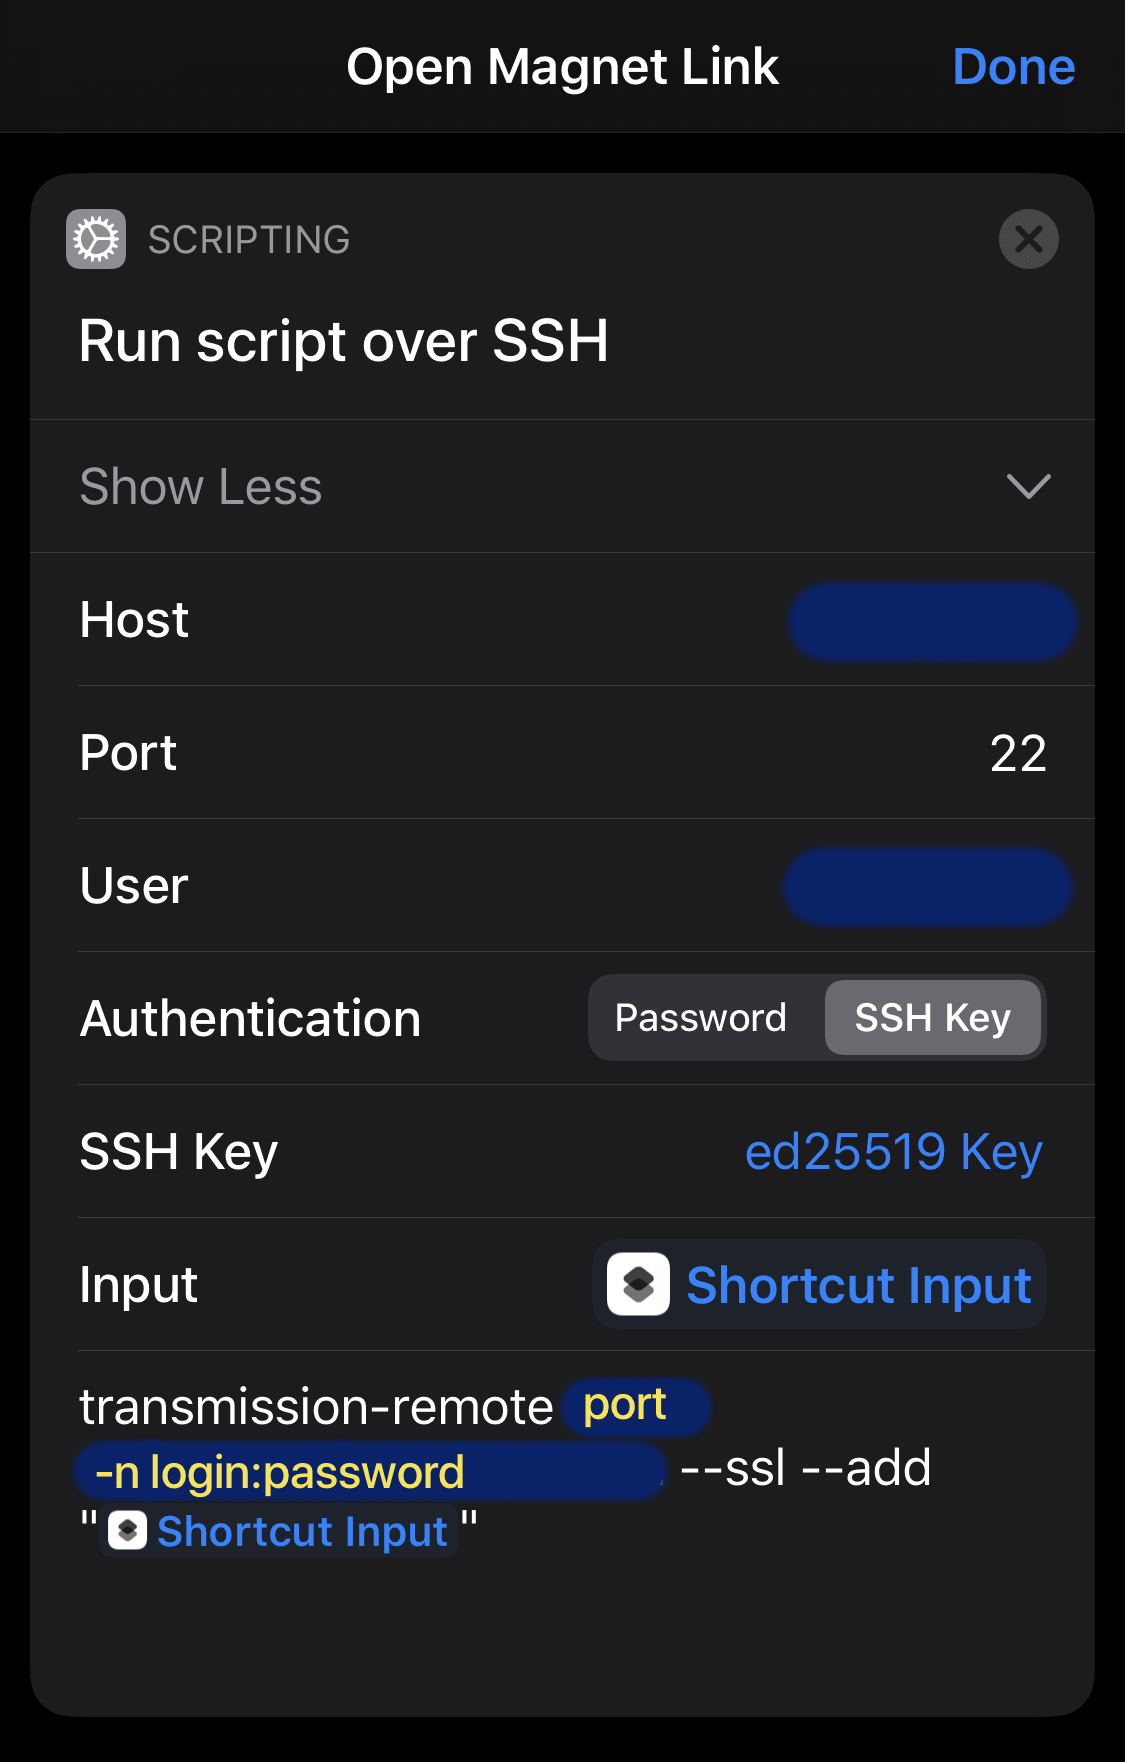 Open Magnet Link
Done
SCRIPTING
Run script over SSH
Show Less
Host
Port
22
User
Authentication
Password
SSH Key
SSH Key
ed25519 Key
Input
Shortcut Input
transmission-remote port
-n login:password --ssl --add
"Shortcut Input"